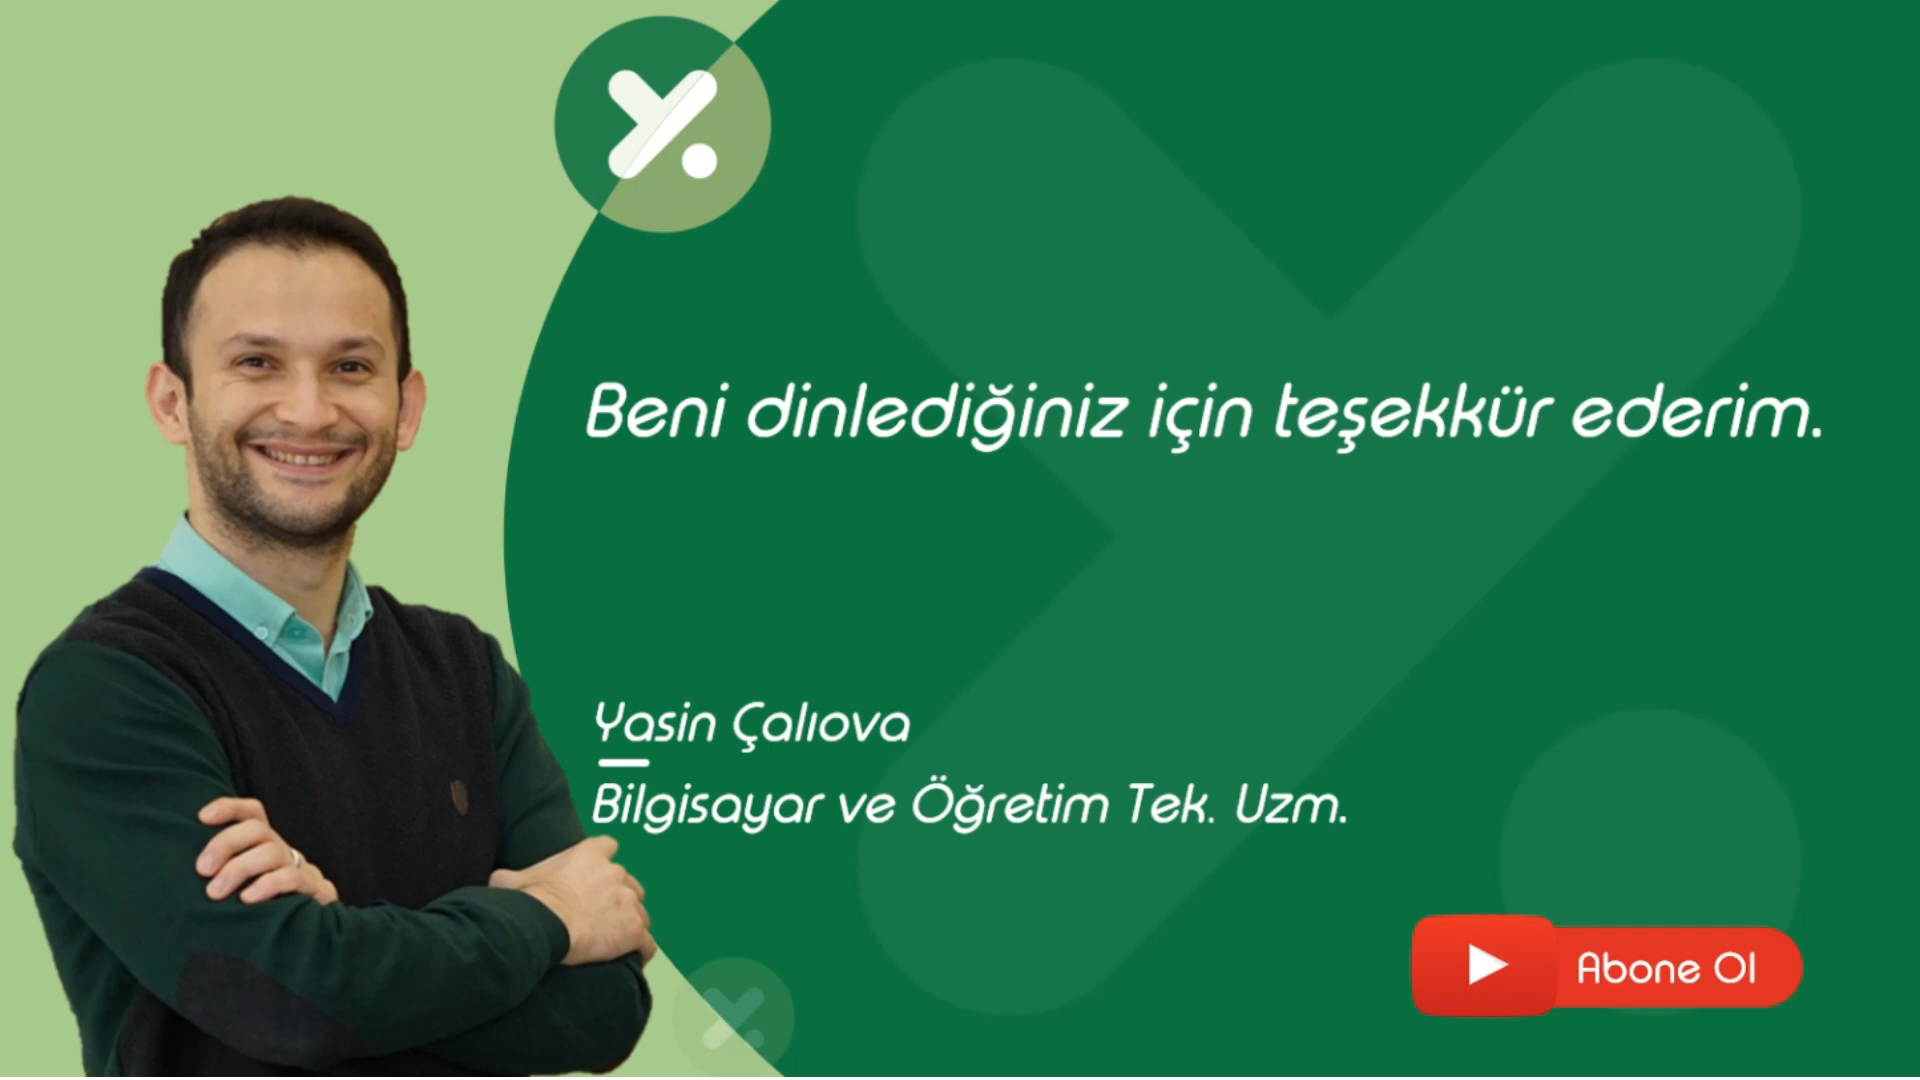 Beni dinlediğiniz için teşekkür ederim.
Yasin Çalıova
Bilgisayar ve Öğretim Tek. Uzm.
Abone Ol